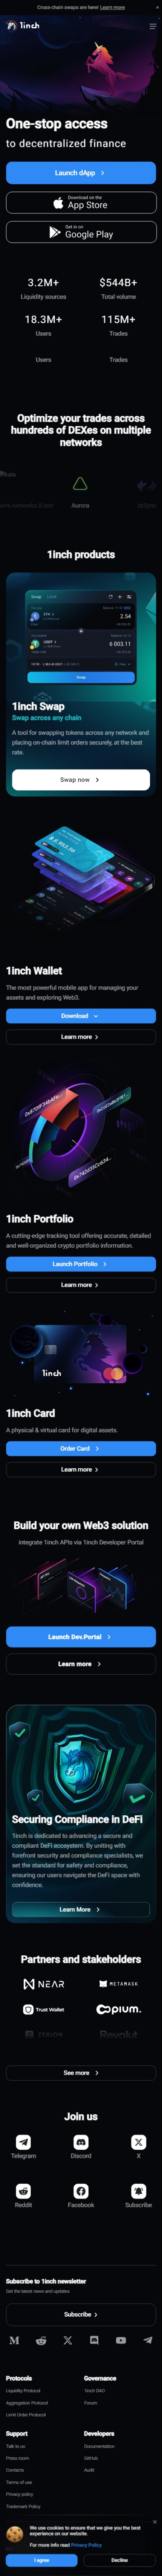 Cross-chain swaps are here! Learn more
1inch
One-stop access
to decentralized finance
Launch dApp
Download on the
App Store
Get it on
Google Play
3.2M+
$544B+
Liquidity sources
Total volume
18.3M+
115M+
Users
Trades
Users
Trades
Optimize your trades across
hundreds of DEXes on multiple
networks
Aurora
1inch products
Swap
1inch Swap
Swap across any chain
A tool for swapping tokens across any network and
placing on-chain limit orders securely, at the best
rate.
Swap now
1inch Wallet
The most powerful mobile app for managing your
assets and exploring Web3.
Download
Learn more
1inch Portfolio
A cutting-edge tracking tool offering accurate, detailed
and well organized crypto portfolio information.
Launch Portfolio
Learn more
1inch
1inch Card
A physical & virtual card for digital assets.
Order Card
Learn more
Build your own Web3 solution
Integrate 1inch APIs via 1inch Developer Portal
Launch Dev.Portal
Learn more
Securing Compliance in DeFi
1inch is dedicated to advancing a secure and
compliant DeFi ecosystem. By uniting with
forefront security and compliance specialists, we
set the standard for safety and compliance,
ensuring our users navigate the DeFi space with
confidence.
Learn More
Partners and stakeholders
NEAR
METAMASK
Trust Wallet
Opium.
ZERION
Revolut
See more
Join us
Telegram
Discord
X
Reddit
Facebook
Subscribe
Subscribe to 1inch newsletter
Get the latest news and updates
Subscribe
Protocols
Governance
Liquidity Protocol
1inch DAO
Aggregation Protocol
Forum
Limit Order Protocol
Support
Developers
Talk to us
Documentation
Press room
GitHub
Contacts
Audit
Terms of use
Privacy policy
Trademark Policy
We use cookies to ensure that we give you the best
experience on our website.
For more info read Privacy Policy
I agree
Decline